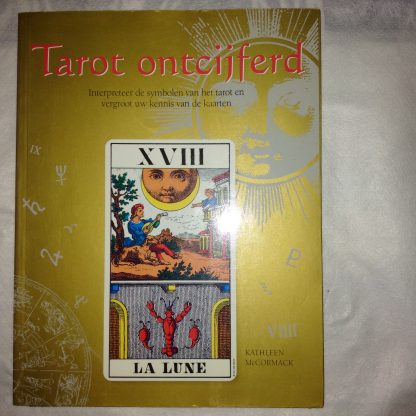 Tarot ontcijferd
Interpreteer de symbolen van het tarot en
vergroot uw kennis van de kaarten
XVIII
LA LUNE
VIII
KATHLEEN
McCORMACK